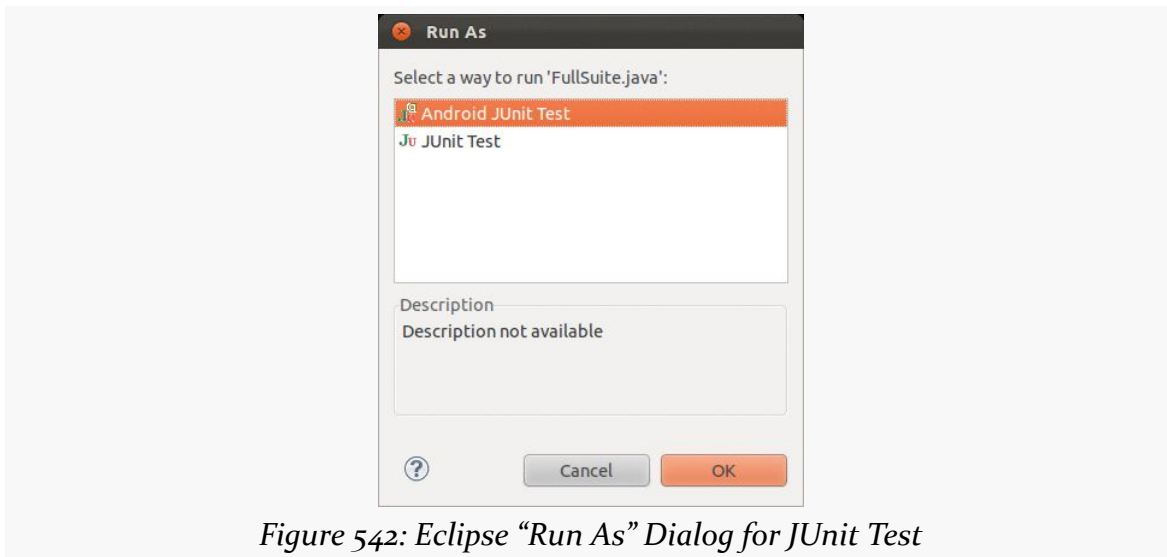 Run As
Select a way to run 'FullSuite.java':
Android JUnit Test
JU JUnit Test
Description
Description not available
?
Cancel OK
Figure 542: Eclipse “Run As” Dialog for JUnit Test